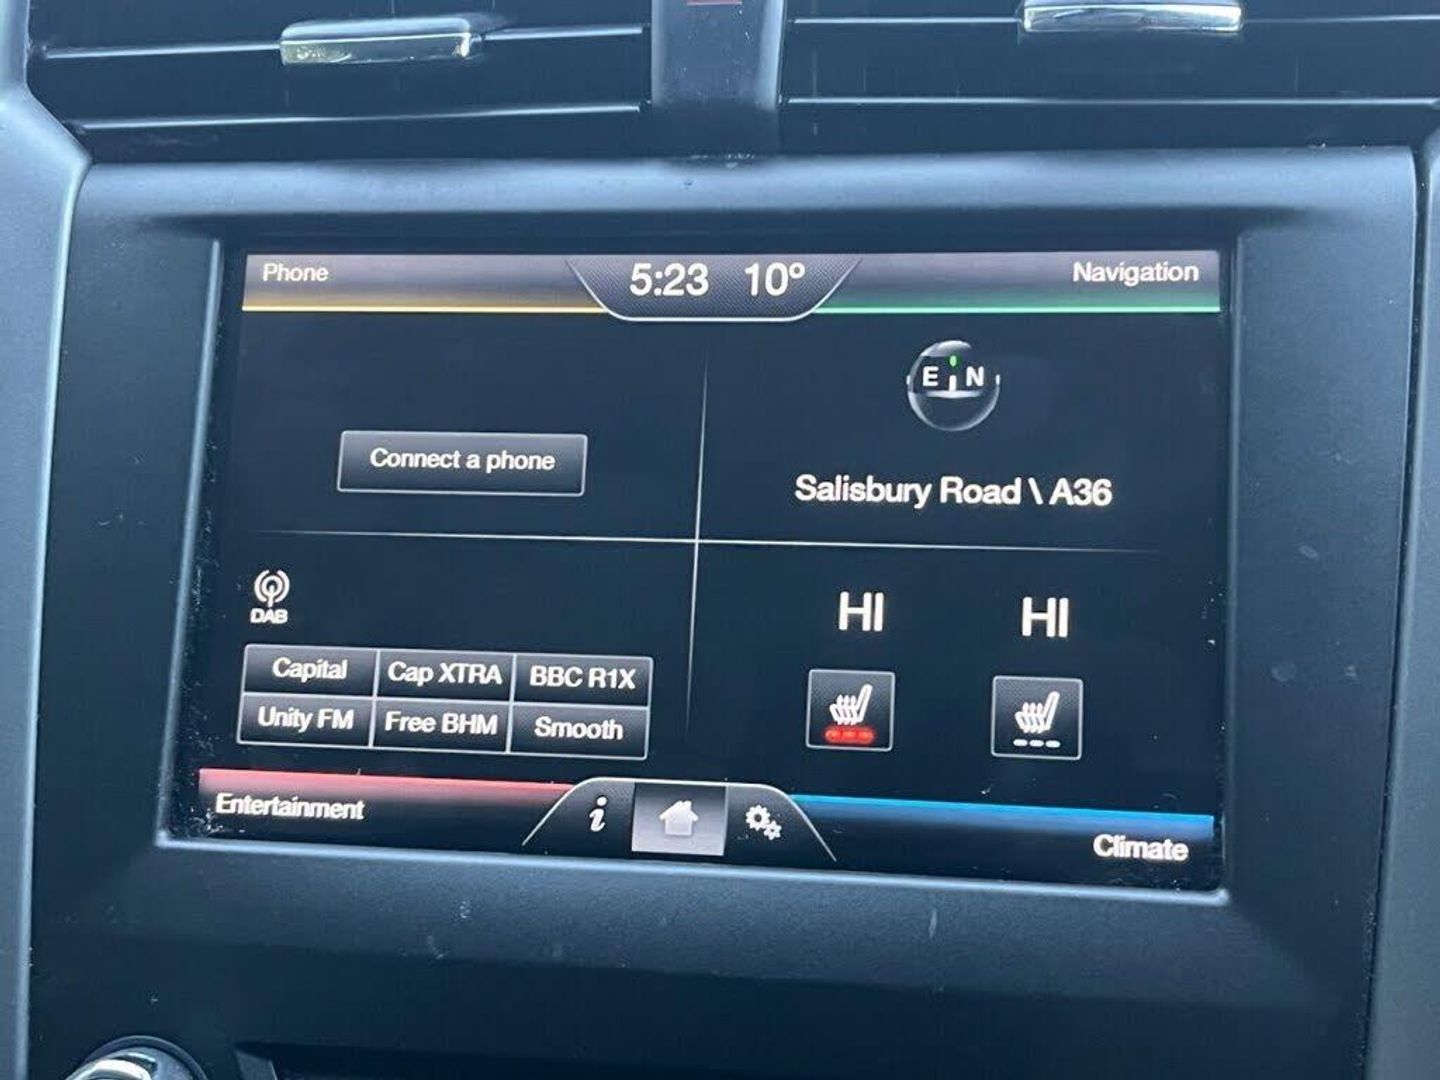 Phone
5:23 10°
Navigation
E N
Connect a phone
Salisbury Road \ A36
DAB
HI HI
Capital Cap XTRA BBC R1X
Unity FM Free BHM Smooth
Entertainment
i
Climate